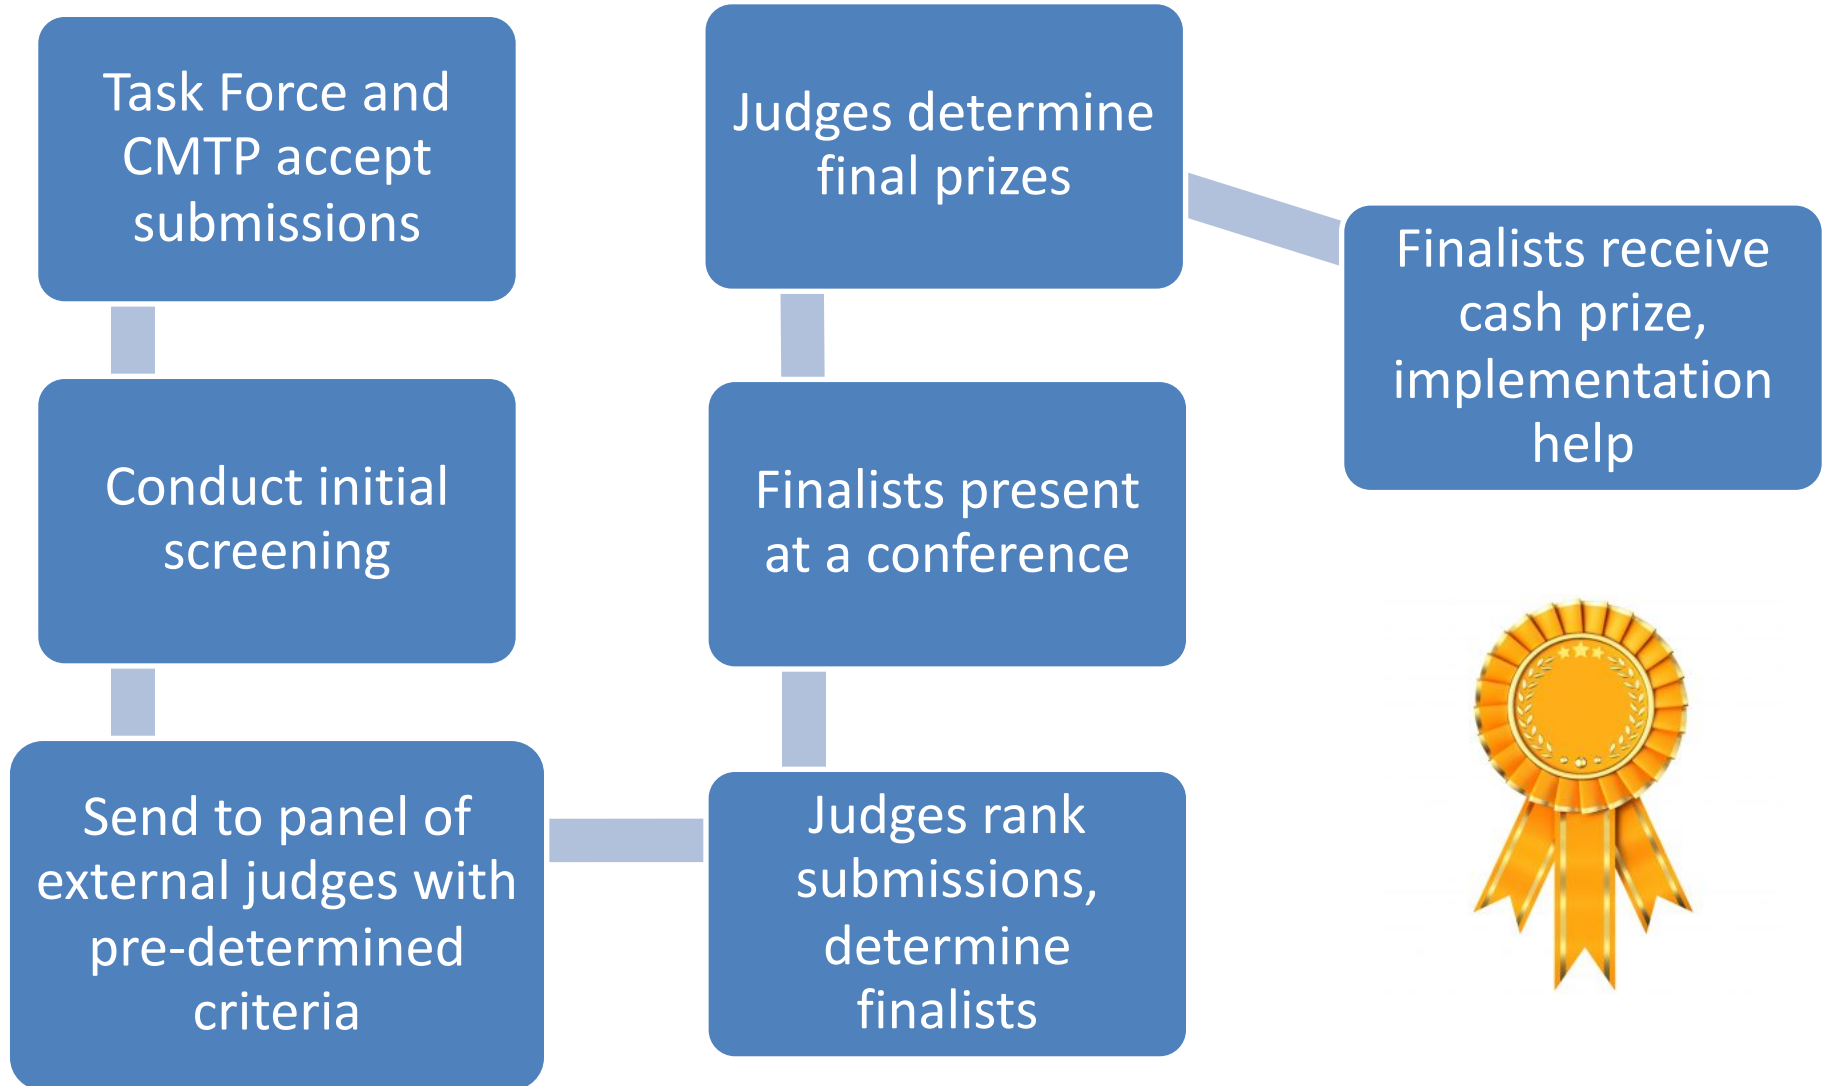 Task Force and
CMTP accept
submissions
Conduct initial
screening
Send to panel of
external judges with
pre-determined
criteria
Judges rank
submissions,
determine
finalists
Finalists present
at a conference
Judges determine
final prizes
Finalists receive
cash prize,
implementation
help